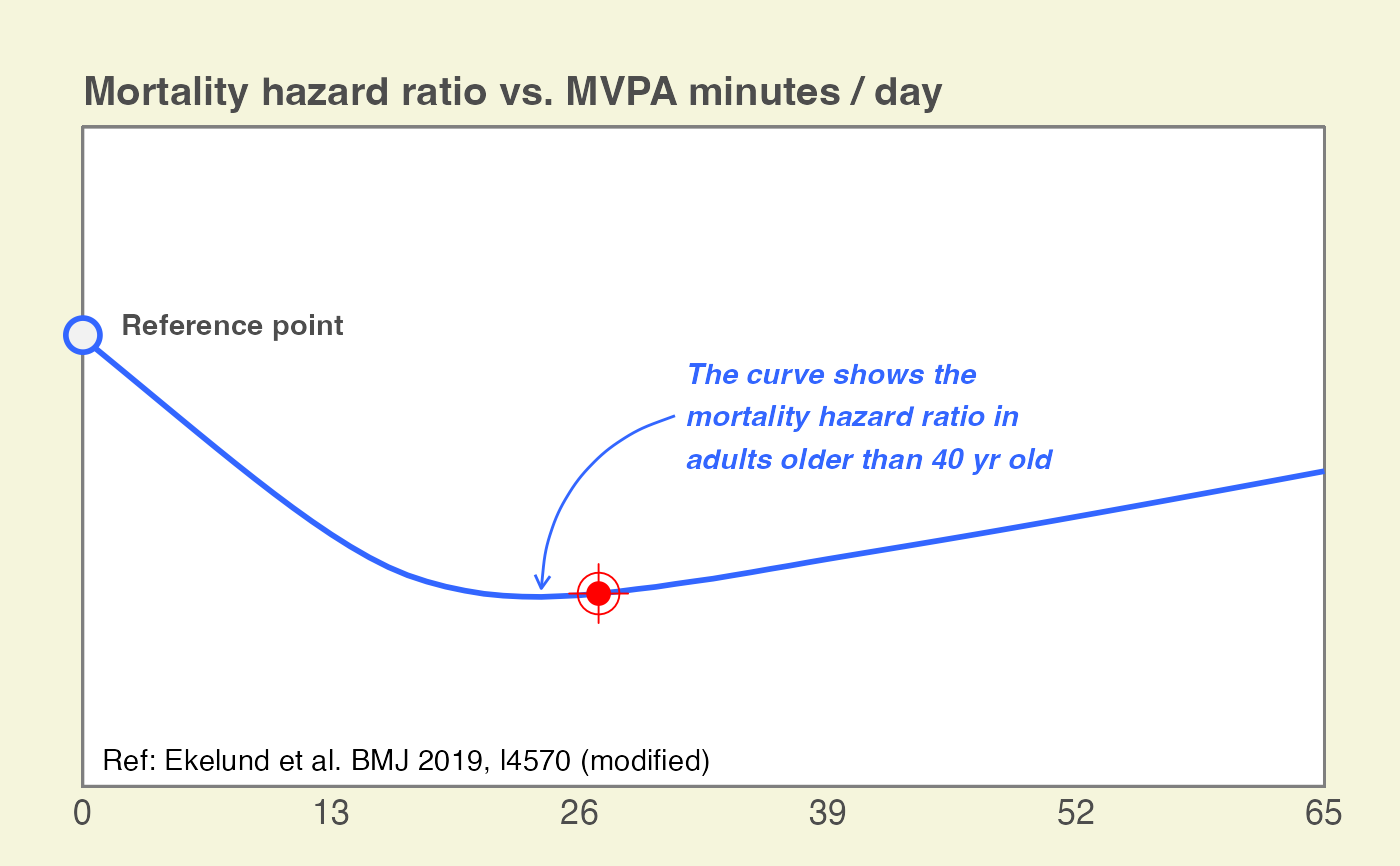 Mortality hazard ratio vs. MVPA minutes / day
Reference point
The curve shows the
mortality hazard ratio in
adults older than 40 yr old
Ref: Ekelund et al. BMJ 2019, l4570 (modified)
0 13 26 39 52 65